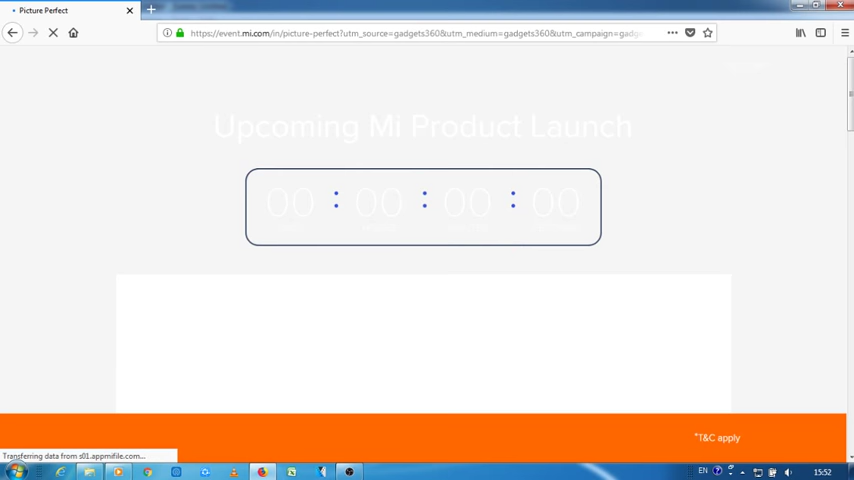 Picture Perfect
https://event.mi.com/in/picture-perfect?utm_source=gadgets360&utm_medium=gadgets360&utm_campaign=gadge
Upcoming Mi Product Launch
00 : 00 : 00 : 00
*T&C apply
Transferring data from s01.appmifile.com...
EN
15:52